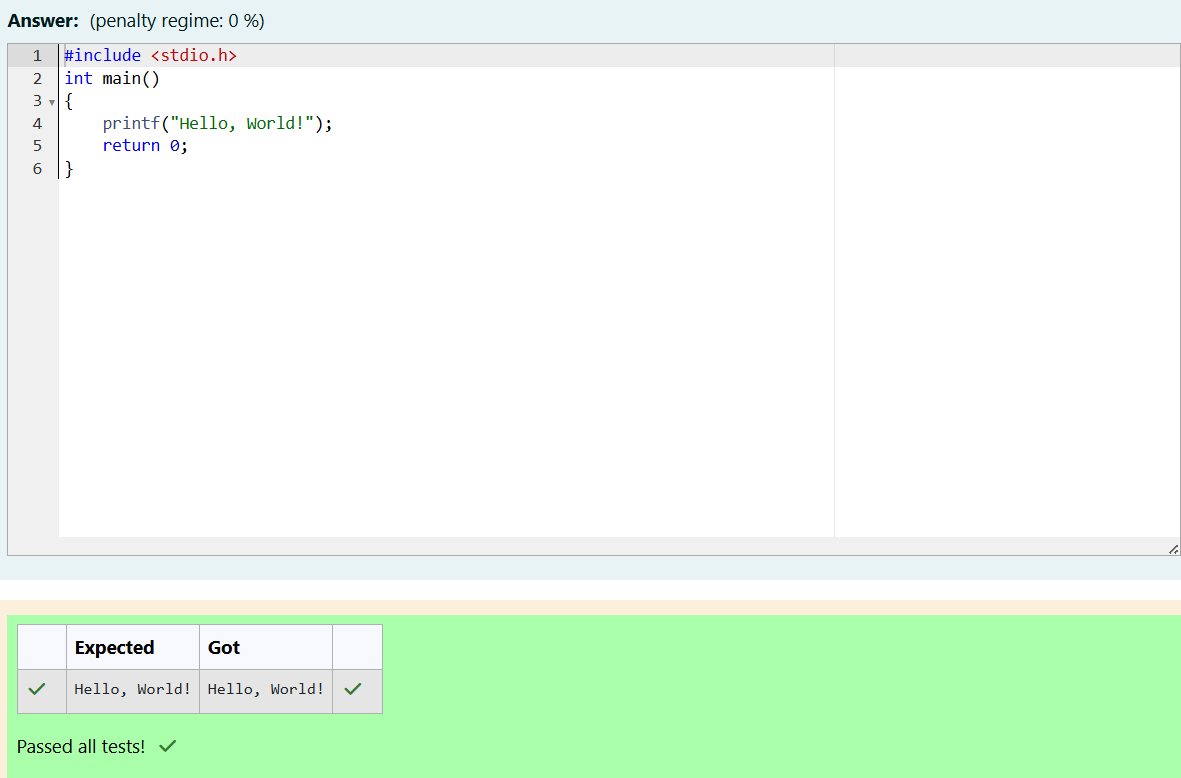 Answer: (penalty regime: 0 %)
1 #include <stdio.h>
2 int main()
3 {
4     printf("Hello, World!");
5     return 0;
6 }
Expected Got
Hello, World! Hello, World!
Passed all tests!